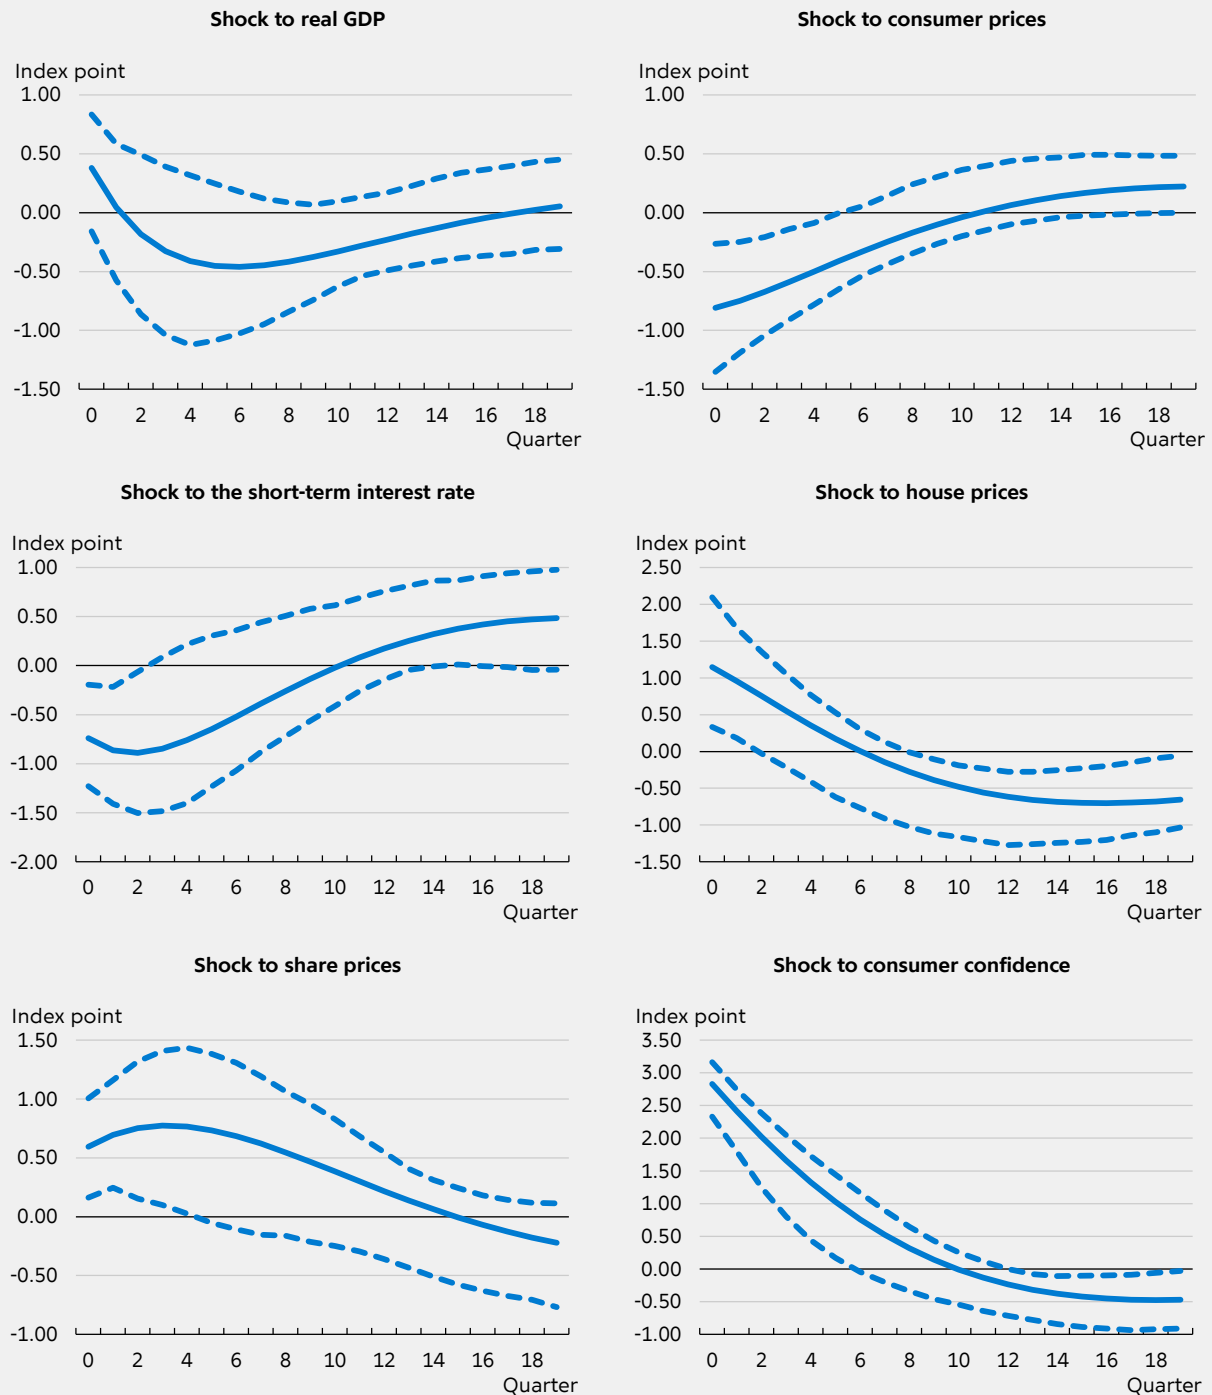 Shock to real GDP
Index point
1.00
0.50
0.00
-0.50
-1.00
-1.50
0 2 4 6 8 10 12 14 16 18
Quarter
Shock to consumer prices
Index point
1.00
0.50
0.00
-0.50
-1.00
-1.50
0 2 4 6 8 10 12 14 16 18
Quarter
Shock to the short-term interest rate
Index point
1.00
0.50
0.00
-0.50
-1.00
-1.50
-2.00
0 2 4 6 8 10 12 14 16 18
Quarter
Shock to house prices
Index point
2.50
2.00
1.50
1.00
0.50
0.00
-0.50
-1.00
-1.50
0 2 4 6 8 10 12 14 16 18
Quarter
Shock to share prices
Index point
1.50
1.00
0.50
0.00
-0.50
-1.00
0 2 4 6 8 10 12 14 16 18
Quarter
Shock to consumer confidence
Index point
3.50
3.00
2.50
2.00
1.50
1.00
0.50
0.00
-0.50
-1.00
0 2 4 6 8 10 12 14 16 18
Quarter